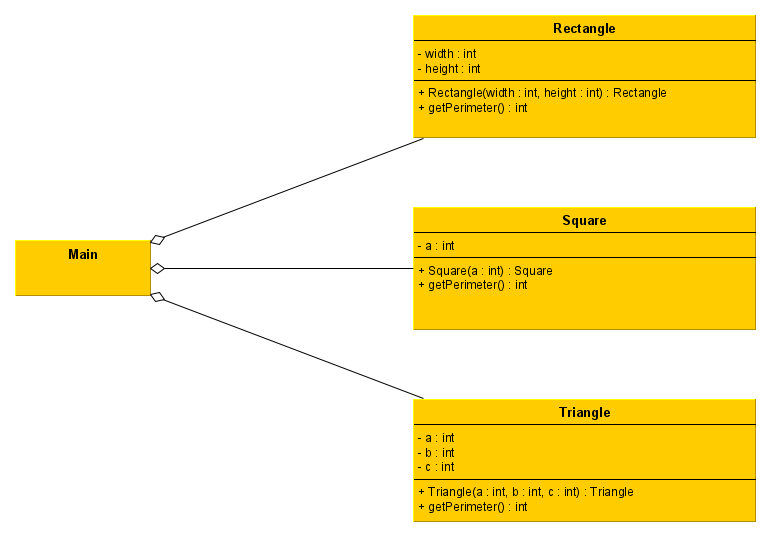 Rectangle
- width : int
- height : int
+ Rectangle(width : int, height : int) : Rectangle
+ getPerimeter() : int
Main
Square
- a : int
+ Square(a : int) : Square
+ getPerimeter() : int
Triangle
- a : int
- b : int
- c : int
+ Triangle(a : int, b : int, c : int) : Triangle
+ getPerimeter() : int